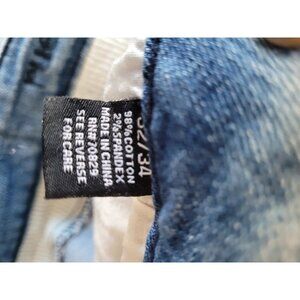 32/34
98%COTTON
2%SPANDEX
MADE IN CHINA
RN#70829
SEE REVERSE
FOR CARE